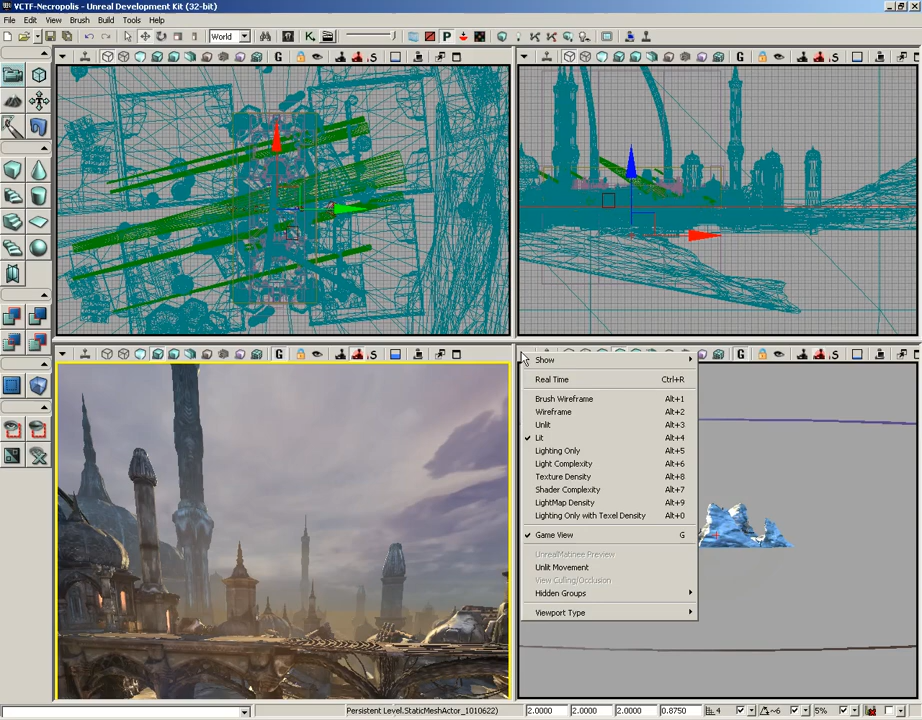 VCTF-Necropolis - Unreal Development Kit (32-bit)
File Edit View Brush Build Tools Help
World
P
G S G S
G S G S
Show
Real Time Ctrl+R
Brush Wireframe Alt+1
Wireframe Alt+2
Unlit Alt+3
Lit Alt+4
Lighting Only Alt+5
Light Complexity Alt+6
Texture Density Alt+8
Shader Complexity Alt+7
LightMap Density Alt+9
Lighting Only with Texel Density Alt+0
Game View G
UnrealMatinee Preview
Unlit Movement
View Culling/Occlusion
Hidden Groups
Viewport Type
Persistent Level.StaticMeshActor_1010622) 2.0000 2.0000 2.0000 0.8750 4 6 5%